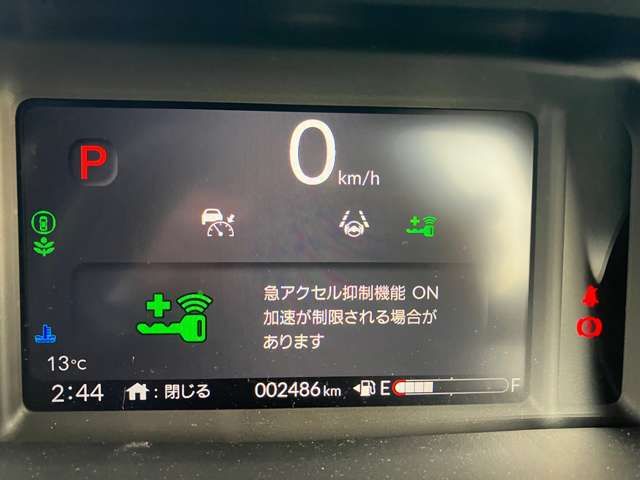 P
0 km/h
急アクセル抑制機能 ON
加速が制限される場合が
あります
13°C
2:44 : 閉じる 002486 km E F